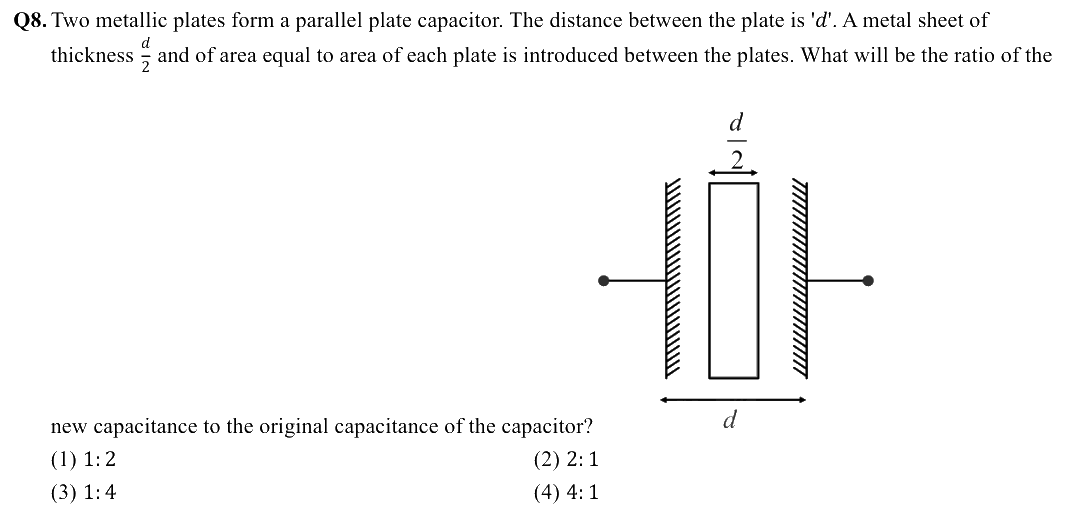 Q8. Two metallic plates form a parallel plate capacitor. The distance between the plate is 'd'. A metal sheet of
thickness d/2 and of area equal to area of each plate is introduced between the plates. What will be the ratio of the
d/2
d
new capacitance to the original capacitance of the capacitor?
(1) 1: 2 (2) 2: 1
(3) 1: 4 (4) 4: 1